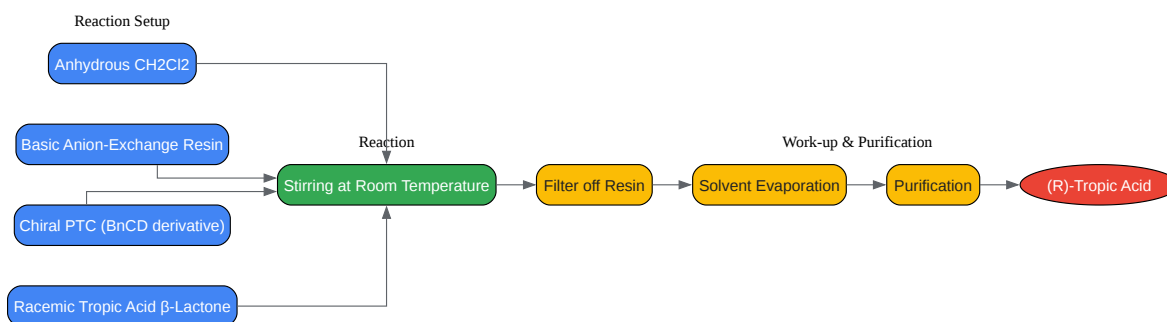 Reaction Setup
Anhydrous CH2Cl2
Basic Anion-Exchange Resin
Chiral PTC (BnCD derivative)
Racemic Tropic Acid β-Lactone
Reaction
Stirring at Room Temperature
Work-up & Purification
Filter off Resin
Solvent Evaporation
Purification
(R)-Tropic Acid